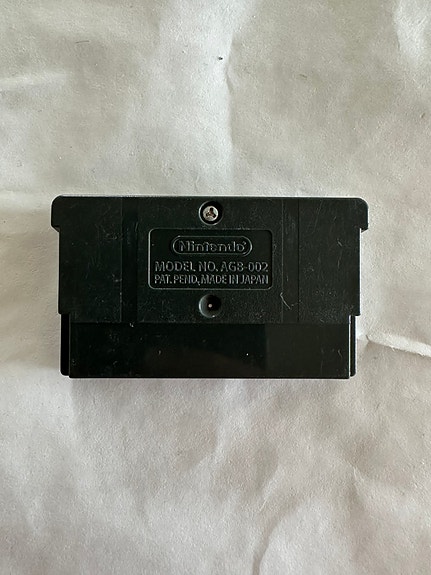 Nintendo®
MODEL NO. AGB-002
PAT. PEND. MADE IN JAPAN